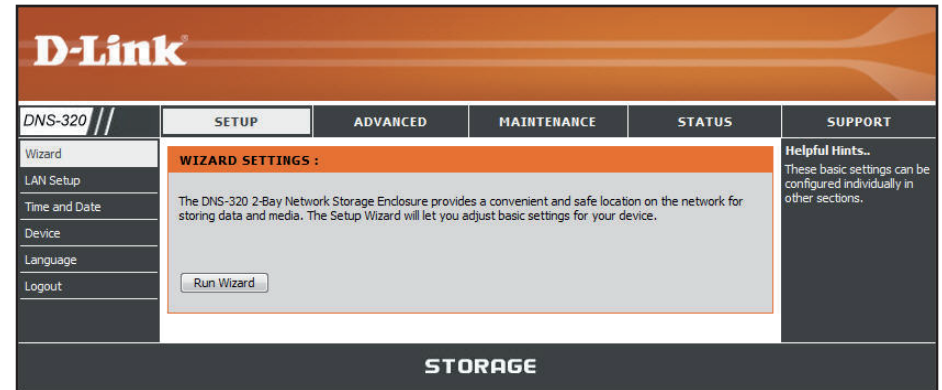 D-Link®
DNS-320 //
SETUP
ADVANCED
MAINTENANCE
STATUS
SUPPORT
Wizard
LAN Setup
Time and Date
Device
Language
Logout
WIZARD SETTINGS :
The DNS-320 2-Bay Network Storage Enclosure provides a convenient and safe location on the network for
storing data and media. The Setup Wizard will let you adjust basic settings for your device.
Run Wizard
Helpful Hints..
These basic settings can be
configured individually in
other sections.
STORAGE